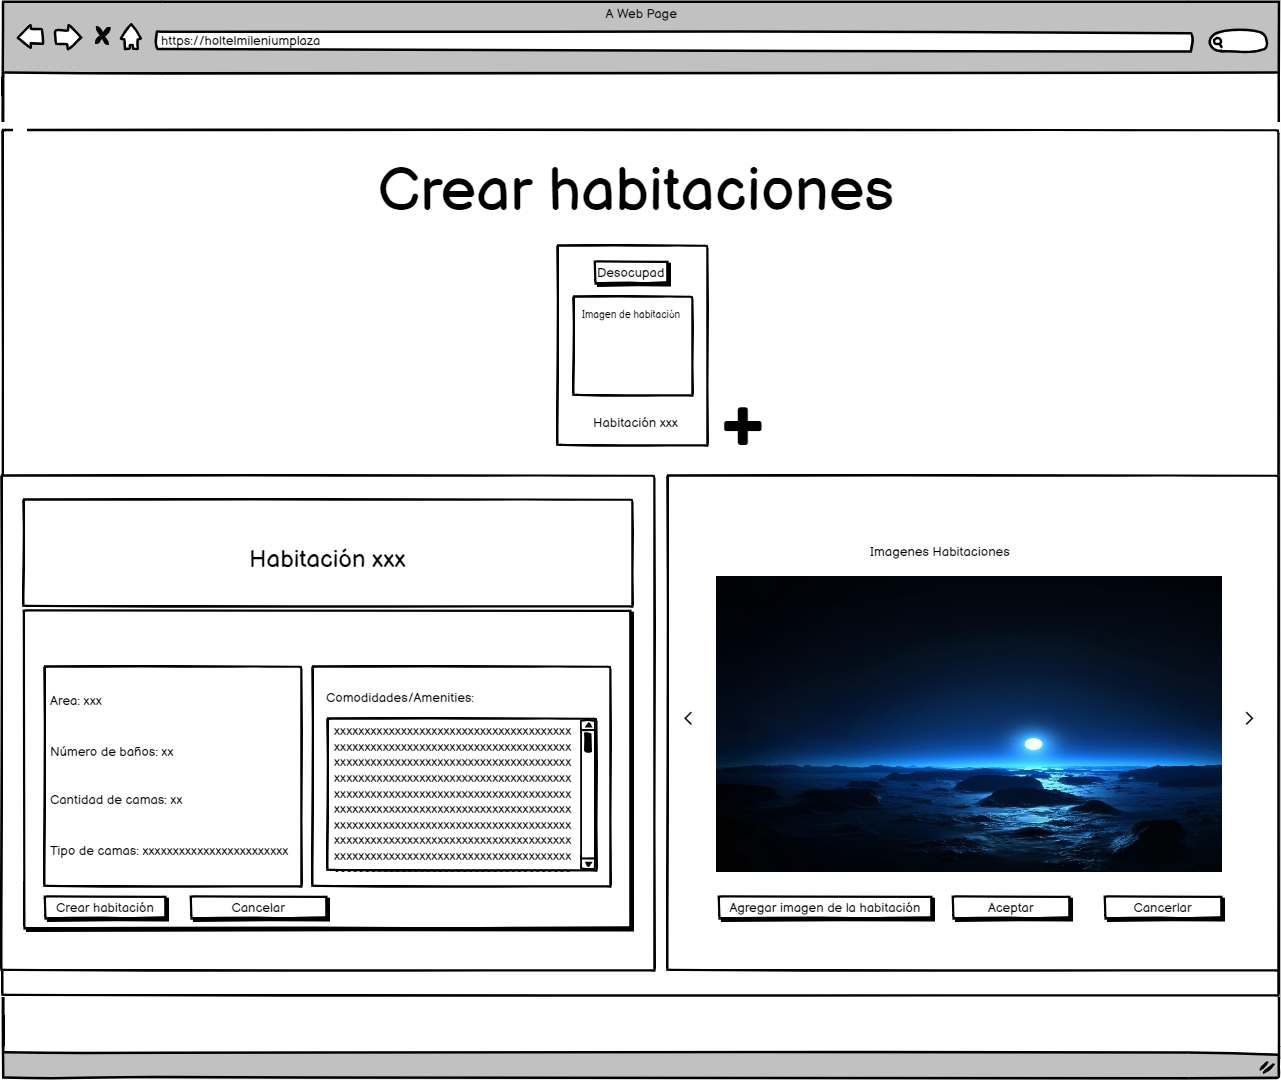 A Web Page
https://holtelmileniumplaza
Crear habitaciones
Desocupad
Imagen de habitación
Habitación xxx
Habitación xxx
Area: xxx
Número de baños: xx
Cantidad de camas: xx
Tipo de camas: xxxxxxxxxxxxxxxxxxxxxxxx
Comodidades/Amenities:
xxxxxxxxxxxxxxxxxxxxxxxxxxxxxxxxxxxxxxx
xxxxxxxxxxxxxxxxxxxxxxxxxxxxxxxxxxxxxxx
xxxxxxxxxxxxxxxxxxxxxxxxxxxxxxxxxxxxxxx
xxxxxxxxxxxxxxxxxxxxxxxxxxxxxxxxxxxxxxx
xxxxxxxxxxxxxxxxxxxxxxxxxxxxxxxxxxxxxxx
xxxxxxxxxxxxxxxxxxxxxxxxxxxxxxxxxxxxxxx
xxxxxxxxxxxxxxxxxxxxxxxxxxxxxxxxxxxxxxx
xxxxxxxxxxxxxxxxxxxxxxxxxxxxxxxxxxxxxxx
xxxxxxxxxxxxxxxxxxxxxxxxxxxxxxxxxxxxxxx
Crear habitación
Cancelar
Imagenes Habitaciones
Agregar imagen de la habitación
Aceptar
Cancerlar